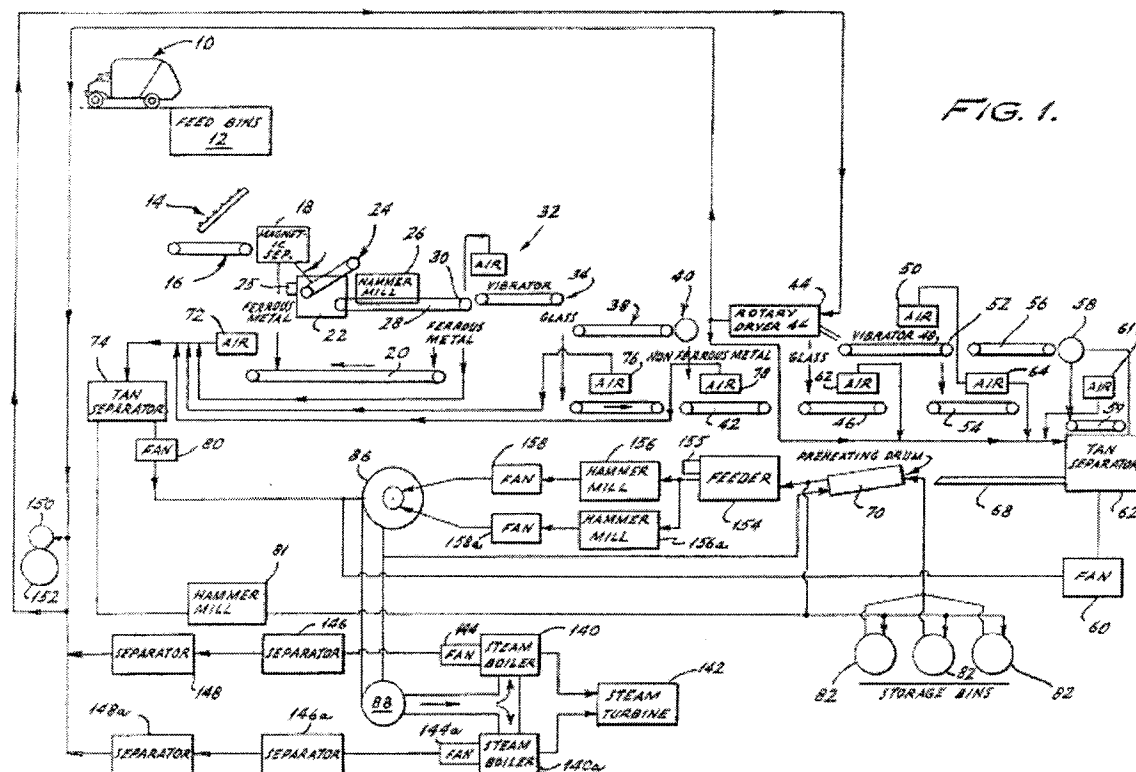 10
FIG. 1.
FEED BINS
12
14
18
MAGNET-
IC
SEP.
24
26
32
30
AIR
50
16
25
HAMMER
MILL
VIBRATOR
34
40
44
AIR
52
56
58
FERROUS
METAL
22
28
FERROUS
METAL
GLASS
38
ROTARY
DRYER 44
VIBRATOR 48
61
72
AIR
74
20
76
NON FERROUS METAL
AIR
AIR
78
GLASS
62
AIR
AIR
64
AIR
TAN
SEPARATOR
42
46
54
59
FAN
80
86
158
156
155
PREHEATING DRUM
TAN
SEPARATOR
62
FAN
HAMMER
MILL
FEEDER
154
70
68
150
FAN
158a
HAMMER
MILL
156a
152
81
HAMMER
MILL
FAN
60
146
144
140
SEPARATOR
148
SEPARATOR
FAN
STEAM
BOILER
142
82
82
82
STORAGE BINS
88
STEAM
TURBINE
148a
146a
144a
SEPARATOR
SEPARATOR
FAN
STEAM
BOILER
140a